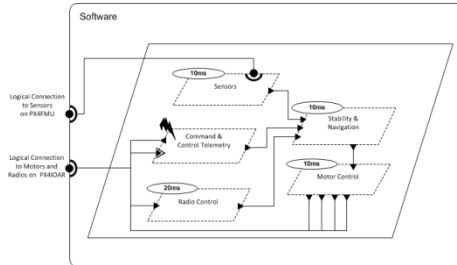 Software
10ms
Sensors
Logical Connection
to Sensors
on PX4FMU
10ms
Stability &
Navigation
Command &
Control Telemetry
Logical Connection
to Motors and
Radios on PX4IOAR
10ms
Motor Control
20ms
Radio Control